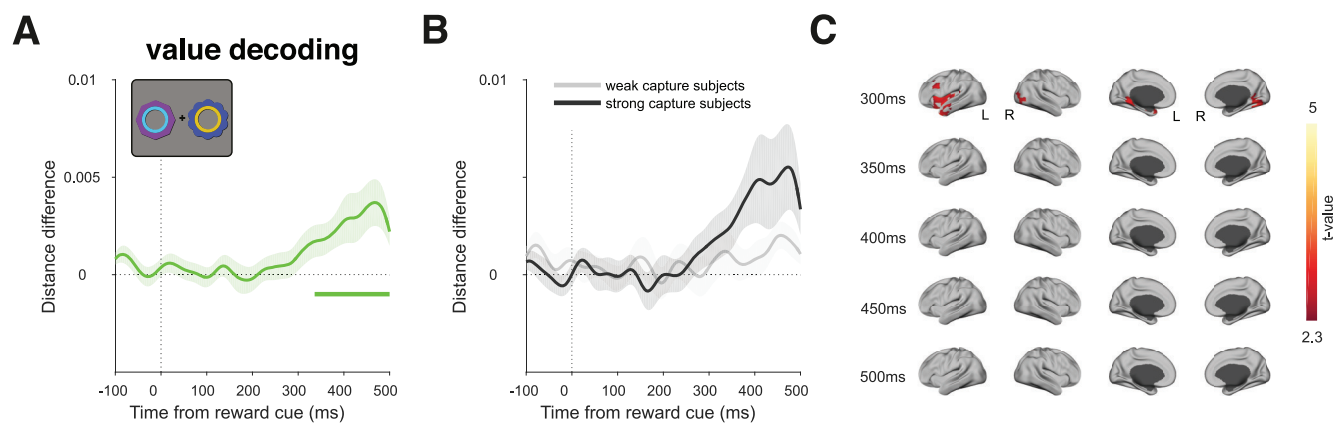 A
value decoding
0.01
0.005
0
Distance difference
-100 0 100 200 300 400 500
Time from reward cue (ms)
B
weak capture subjects
strong capture subjects
0.01
0
Distance difference
-100 0 100 200 300 400 500
Time from reward cue (ms)
C
300ms
L R L R
350ms
400ms
450ms
500ms
5
t-value
2.3